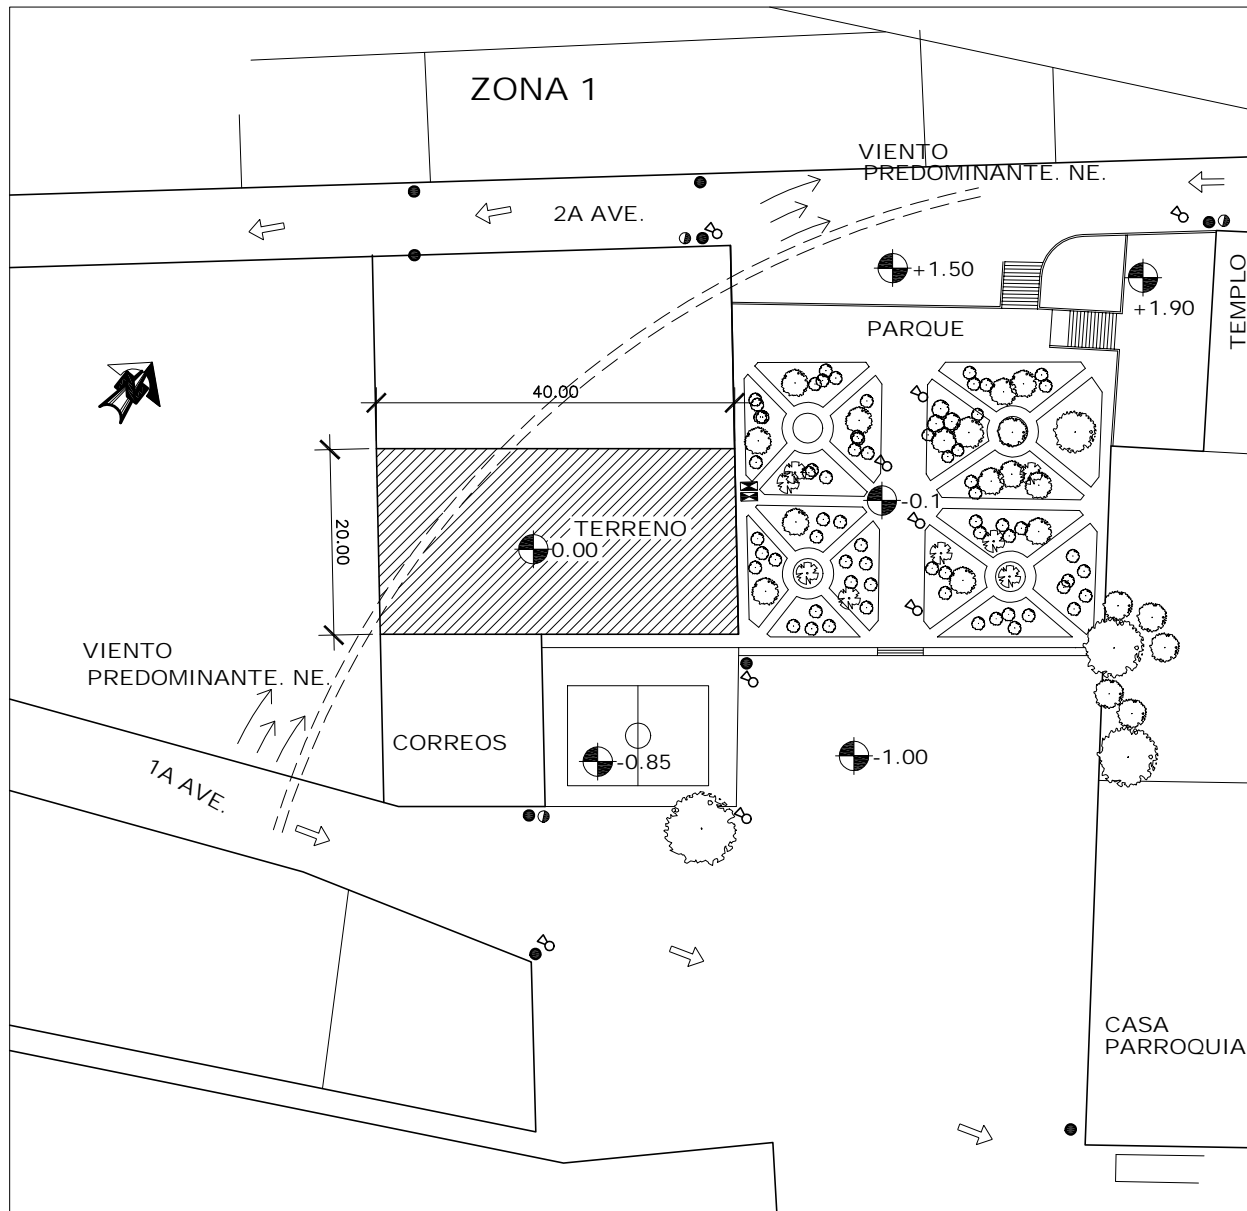 ZONA 1
VIENTO
PREDOMINANTE. NE.
2A AVE.
+1.50
+1.90
TEMPLO
PARQUE
N
40.00
-0.1
TERRENO
0.00
20.00
VIENTO
PREDOMINANTE. NE.
CORREOS
-0.85
-1.00
1A AVE.
CASA
PARROQUIA